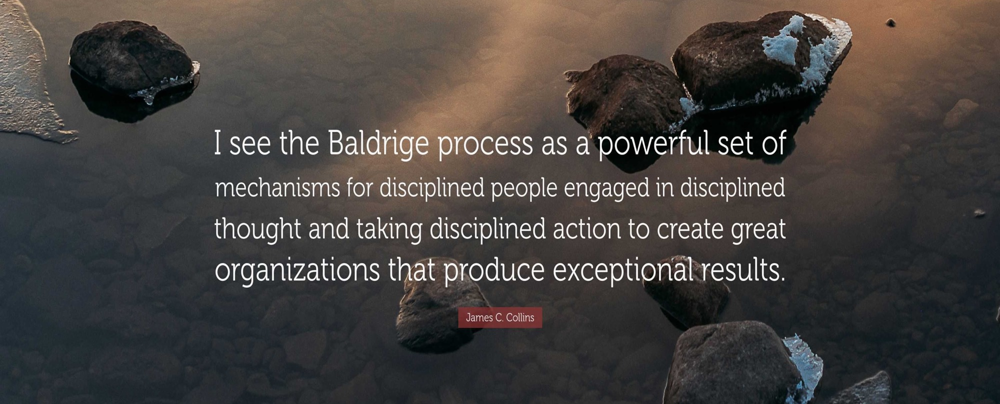 I see the Baldrige process as a powerful set of
mechanisms for disciplined people engaged in disciplined
thought and taking disciplined action to create great
organizations that produce exceptional results.
James C. Collins